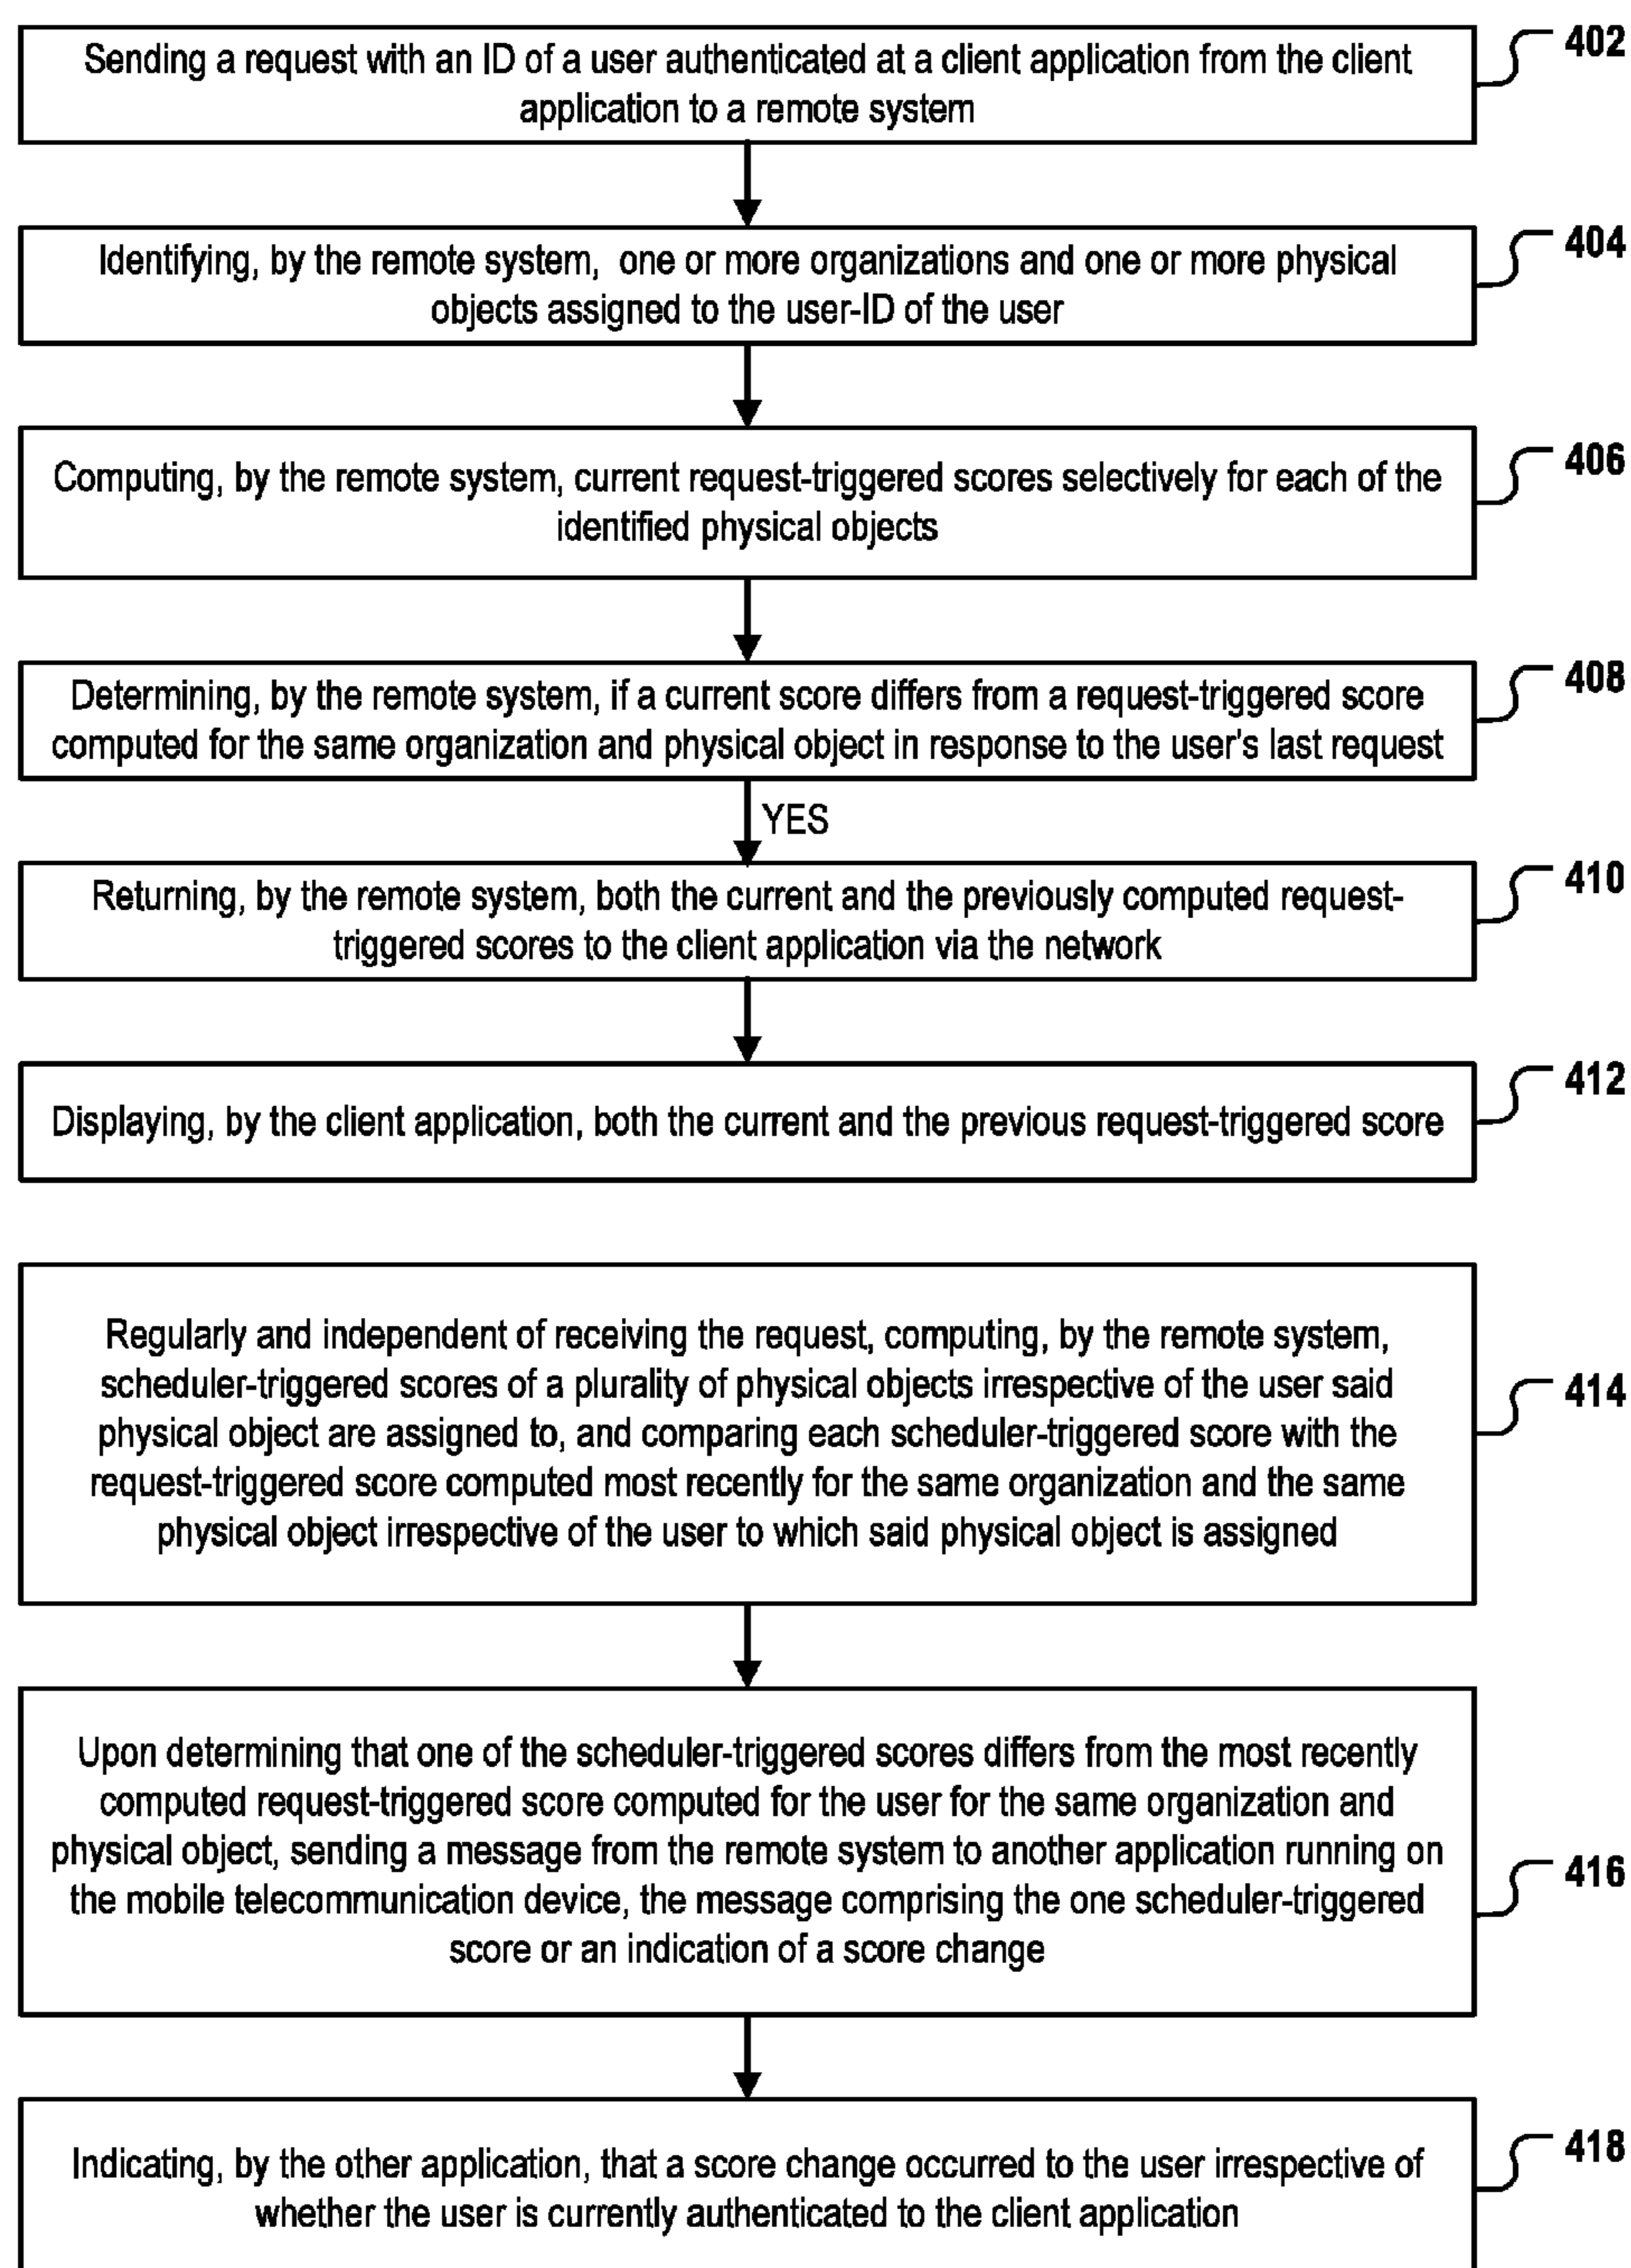 Sending a request with an ID of a user authenticated at a client application from the client
application to a remote system
402
Identifying, by the remote system, one or more organizations and one or more physical
objects assigned to the user-ID of the user
404
Computing, by the remote system, current request-triggered scores selectively for each of the
identified physical objects
406
Determining, by the remote system, if a current score differs from a request-triggered score
computed for the same organization and physical object in response to the user's last request
408
YES
Returning, by the remote system, both the current and the previously computed request-
triggered scores to the client application via the network
410
Displaying, by the client application, both the current and the previous request-triggered score
412
Regularly and independent of receiving the request, computing, by the remote system,
scheduler-triggered scores of a plurality of physical objects irrespective of the user said
physical object are assigned to, and comparing each scheduler-triggered score with the
request-triggered score computed most recently for the same organization and the same
physical object irrespective of the user to which said physical object is assigned
414
Upon determining that one of the scheduler-triggered scores differs from the most recently
computed request-triggered score computed for the user for the same organization and
physical object, sending a message from the remote system to another application running on
the mobile telecommunication device, the message comprising the one scheduler-triggered
score or an indication of a score change
416
Indicating, by the other application, that a score change occurred to the user irrespective of
whether the user is currently authenticated to the client application
418